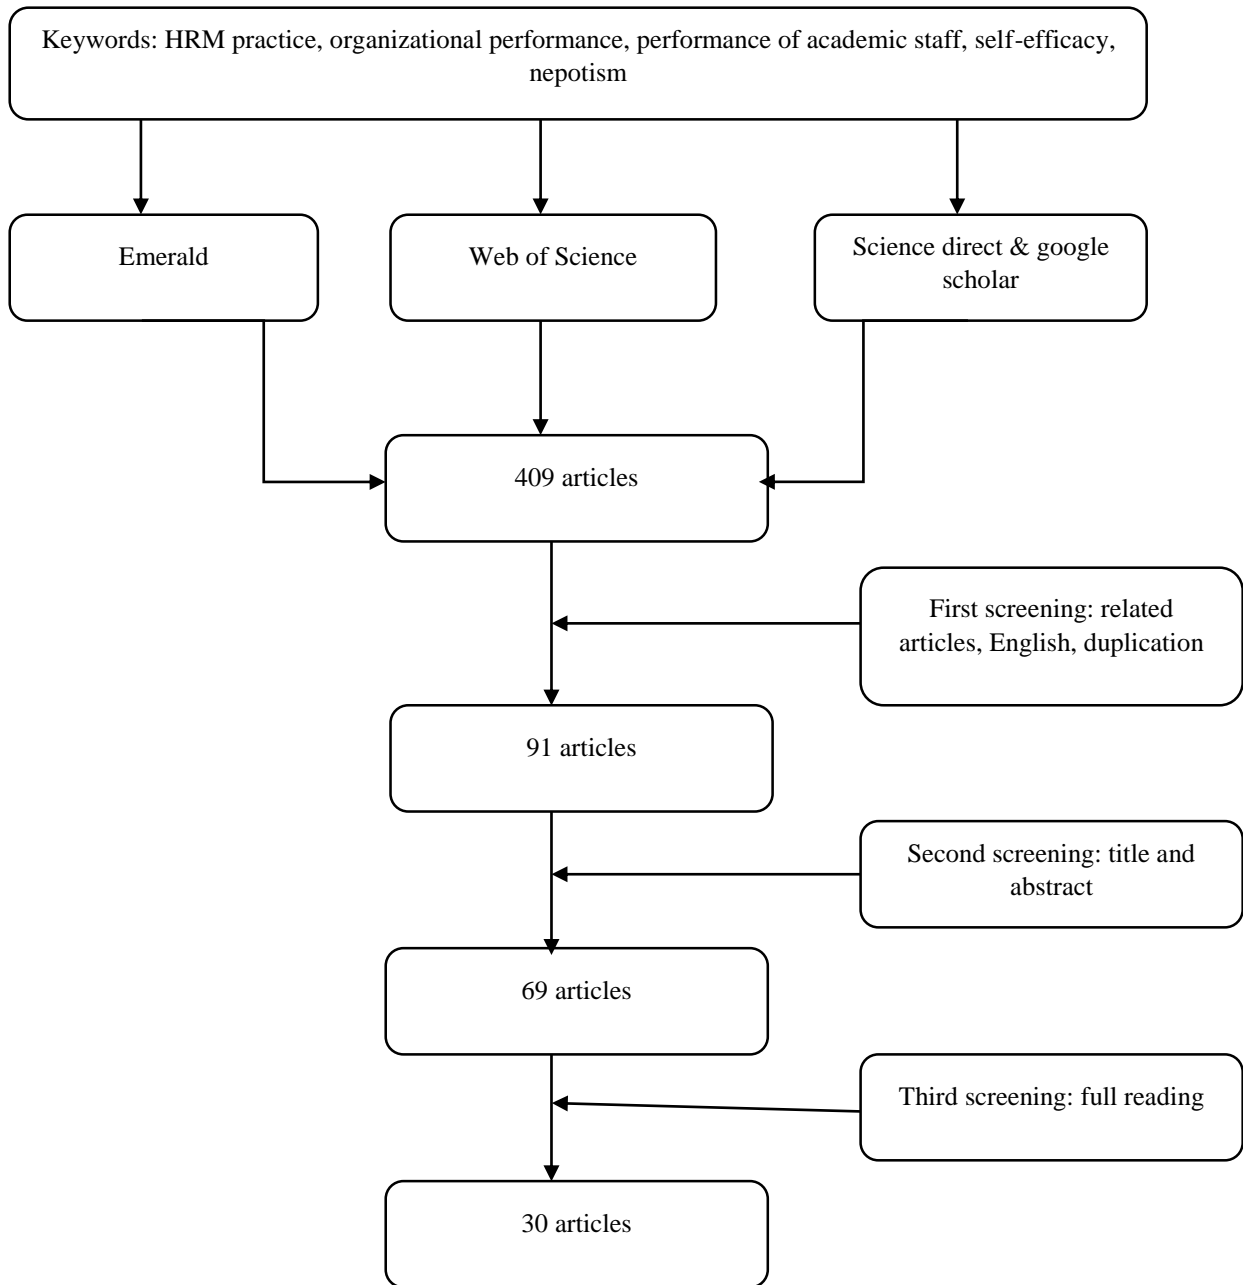 Keywords: HRM practice, organizational performance, performance of academic staff, self-efficacy,
nepotism
Emerald
Web of Science
Science direct & google
scholar
409 articles
First screening: related
articles, English, duplication
91 articles
Second screening: title and
abstract
69 articles
Third screening: full reading
30 articles